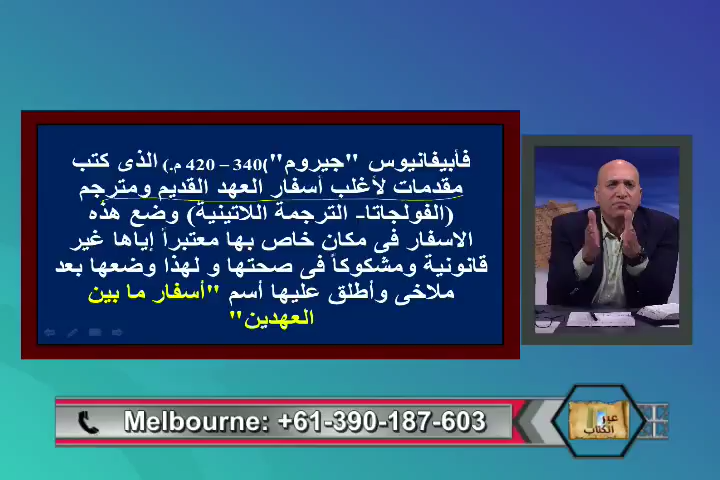 فأبيفانيوس "جيروم"(340 – 420 م.) الذى كتب
مقدمات لأغلب أسفار العهد القديم ومترجم
(الفولجاتا- الترجمة اللاتينية) وضع هذه
الاسفار فى مكان خاص بها معتبراً إياها غير
قانونية ومشكوكاً فى صحتها و لهذا وضعها بعد
ملاخى وأطلق عليها أسم "أسفار ما بين
العهدين"
Melbourne: +61-390-187-603
عبر
الكتاب